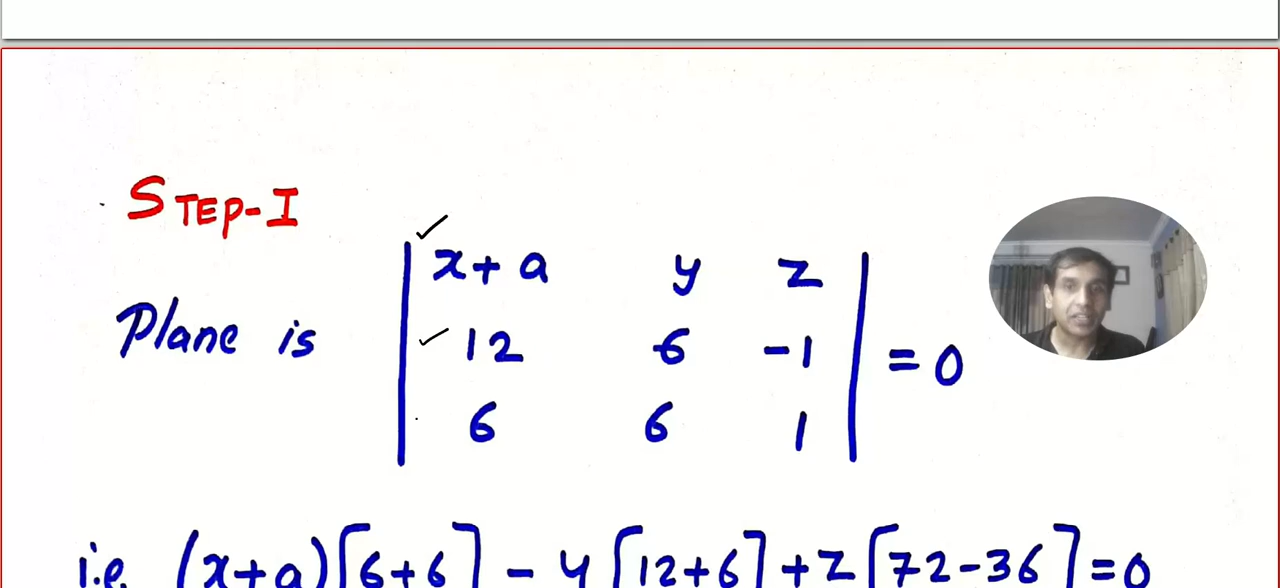 STEP-I
Plane is | x+a y z |
| 12 6 -1 | = 0
| 6 6 1 |
i.e. (x+a)[6+6] - y[12+6] + z[72-36] = 0